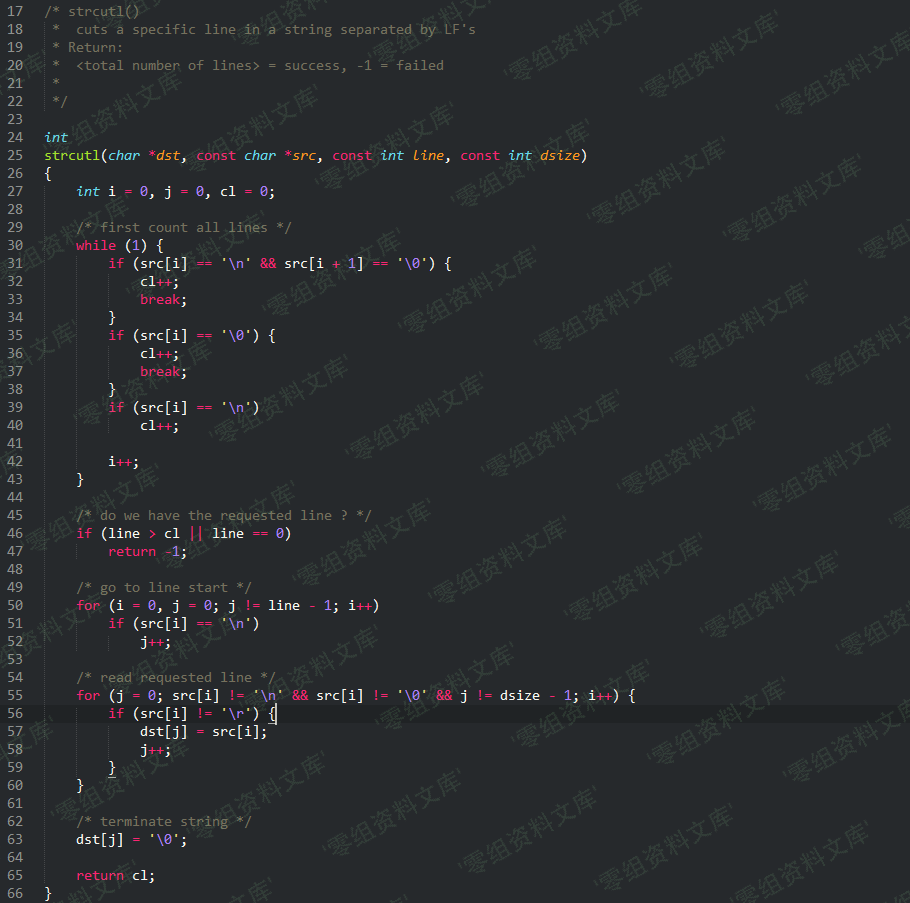 17 /* strcutl()
18  *  cuts a specific line in a string separated by LF's
19  * Return:
20  *  <total number of lines> = success, -1 = failed
21  *
22  */
23
24 int
25 strcutl(char *dst, const char *src, const int line, const int dsize)
26 {
27     int i = 0, j = 0, cl = 0;
28
29     /* first count all lines */
30     while (1) {
31         if (src[i] == '\n' && src[i + 1] == '\0') {
32             cl++;
33             break;
34         }
35         if (src[i] == '\0') {
36             cl++;
37             break;
38         }
39         if (src[i] == '\n')
40             cl++;
41
42         i++;
43     }
44
45     /* do we have the requested line ? */
46     if (line > cl || line == 0)
47         return -1;
48
49     /* go to line start */
50     for (i = 0, j = 0; j != line - 1; i++)
51         if (src[i] == '\n')
52             j++;
53
54     /* read requested line */
55     for (j = 0; src[i] != '\n' && src[i] != '\0' && j != dsize - 1; i++) {
56         if (src[i] != '\r') {
57             dst[j] = src[i];
58             j++;
59         }
60     }
61
62     /* terminate string */
63     dst[j] = '\0';
64
65     return cl;
66 }
'零组资料文库'